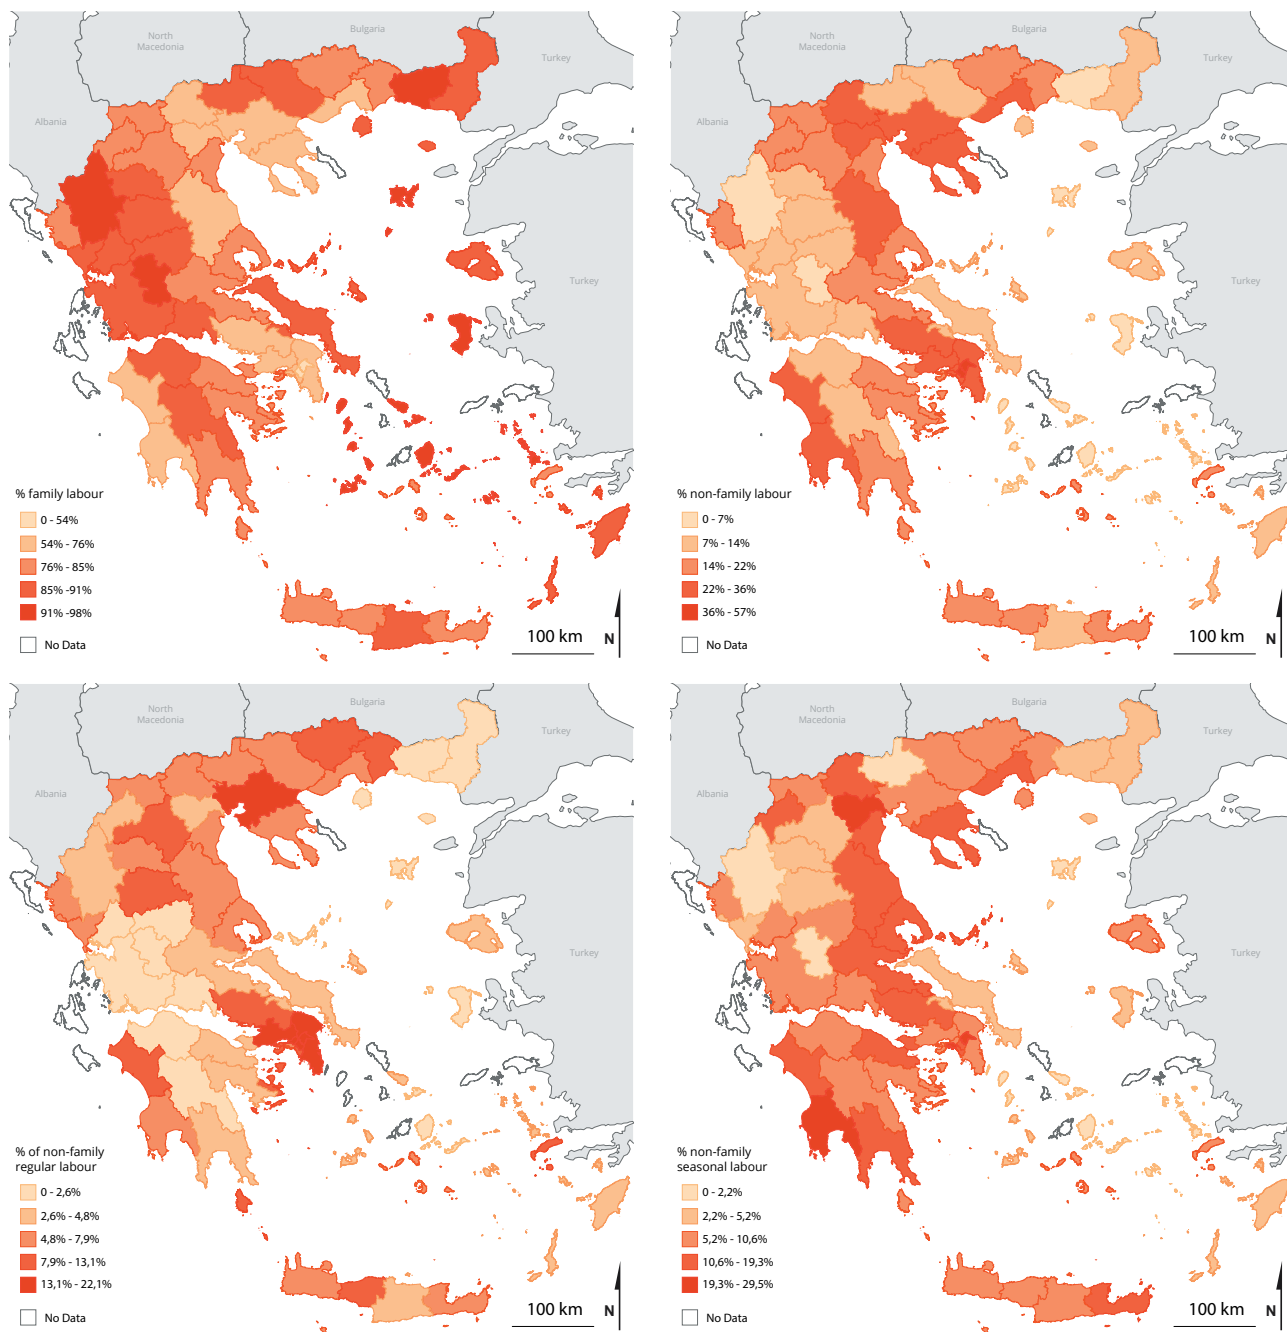 North
Macedonia
Bulgaria
Turkey
Albania
Turkey
% family labour
0 - 54%
54% - 76%
76% - 85%
85% -91%
91% -98%
No Data
100 km
N
North
Macedonia
Bulgaria
Turkey
Albania
Turkey
% non-family labour
0 - 7%
7% - 14%
14% - 22%
22% - 36%
36% - 57%
No Data
100 km
N
North
Macedonia
Bulgaria
Turkey
Albania
Turkey
% of non-family
regular labour
0 - 2,6%
2,6% - 4,8%
4,8% - 7,9%
7,9% - 13,1%
13,1% - 22,1%
No Data
100 km
N
North
Macedonia
Bulgaria
Turkey
Albania
Turkey
% non-family
seasonal labour
0 - 2,2%
2,2% - 5,2%
5,2% - 10,6%
10,6% - 19,3%
19,3% - 29,5%
No Data
100 km
N